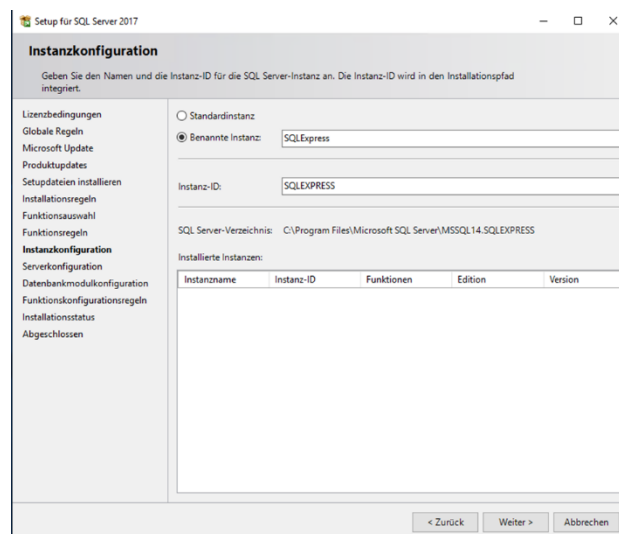 Setup für SQL Server 2017
Instanzkonfiguration
Geben Sie den Namen und die Instanz-ID für die SQL Server-Instanz an. Die Instanz-ID wird in den Installationspfad
integriert.
Lizenzbedingungen
Globale Regeln
Microsoft Update
Produktupdates
Setupdateien installieren
Installationsregeln
Funktionsauswahl
Funktionsregeln
Instanzkonfiguration
Serverkonfiguration
Datenbankmodulkonfiguration
Funktionskonfigurationsregeln
Installationsstatus
Abgeschlossen
Standardinstanz
Benannte Instanz: SQLExpress
Instanz-ID: SQLEXPRESS
SQL Server-Verzeichnis: C:\Program Files\Microsoft SQL Server\MSSQL14.SQLEXPRESS
Installierte Instanzen:
Instanzname Instanz-ID Funktionen Edition Version
< Zurück Weiter > Abbrechen